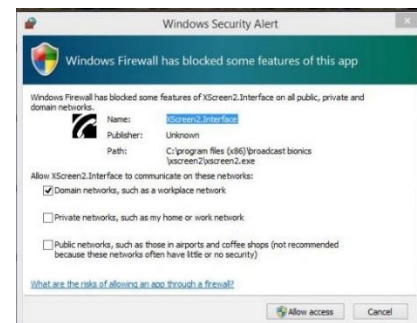 Windows Security Alert
Windows Firewall has blocked some features of this app
Windows Firewall has blocked some features of XScreen2.Interface on all public, private and
domain networks.
Name: XScreen2.Interface
Publisher: Unknown
Path: C:\program files (x86)\broadcast bionics
\xscreen2\xscreen2.exe
Allow XScreen2.Interface to communicate on these networks:
Domain networks, such as a workplace network
Private networks, such as my home or work network
Public networks, such as those in airports and coffee shops (not recommended
because these networks often have little or no security)
What are the risks of allowing an app through a firewall?
Allow access Cancel